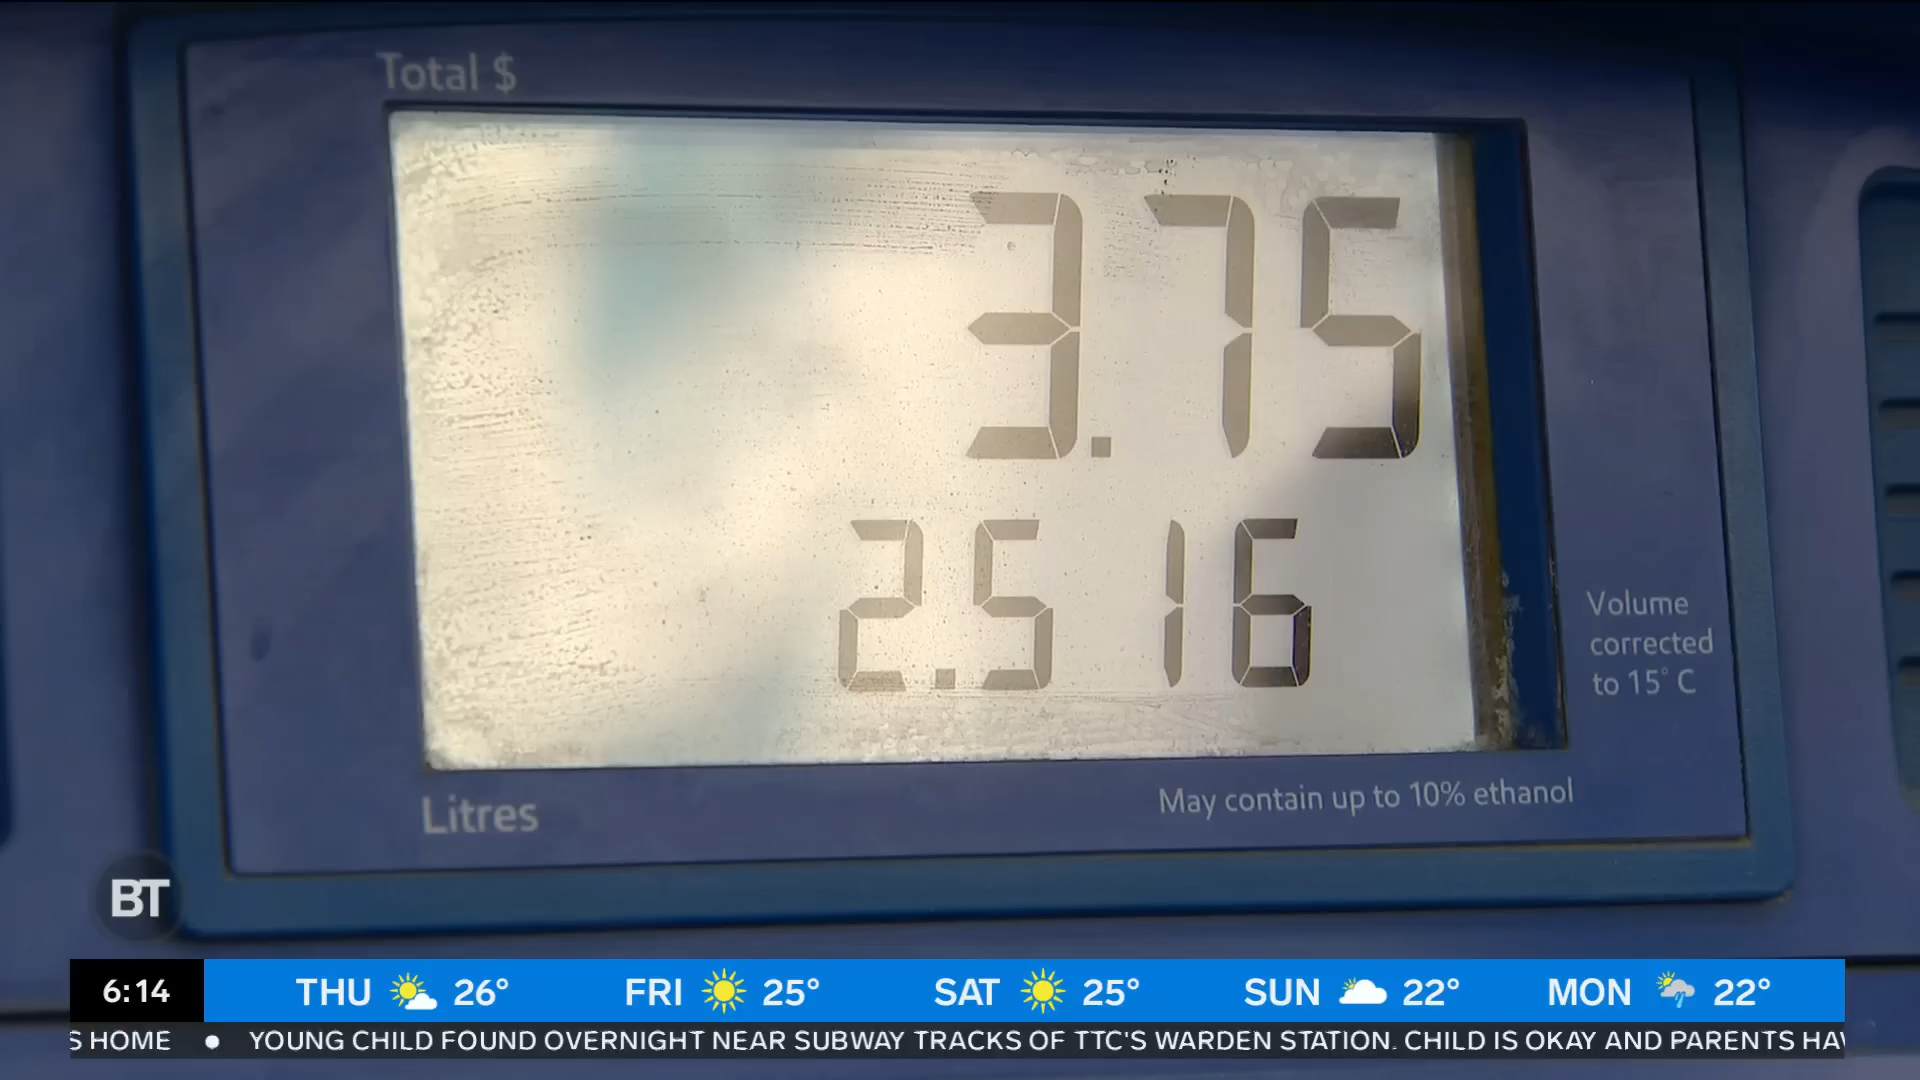 Total $
3.75
2.516
Volume
corrected
to 15° C
Litres
May contain up to 10% ethanol
BT
6:14 THU 26° FRI 25° SAT 25° SUN 22° MON 22°
S HOME • YOUNG CHILD FOUND OVERNIGHT NEAR SUBWAY TRACKS OF TTC'S WARDEN STATION. CHILD IS OKAY AND PARENTS HAV